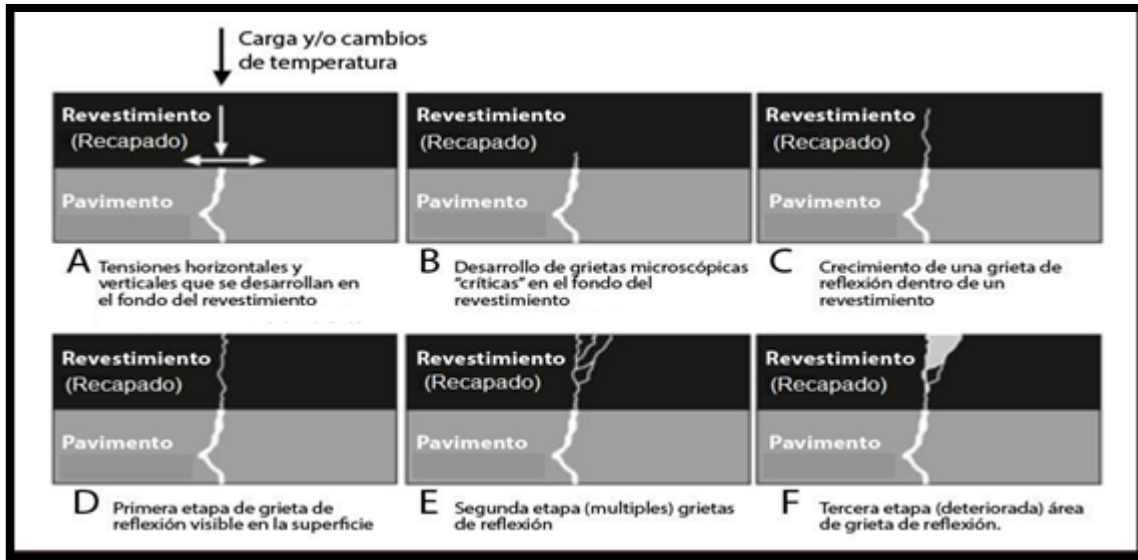 Carga y/o cambios
de temperatura
Revestimiento
(Recapado)
Pavimento
Revestimiento
(Recapado)
Pavimento
Revestimiento
(Recapado)
Pavimento
A Tensiones horizontales y
verticales que se desarrollan en
el fondo del revestimiento
B Desarrollo de grietas microscópicas
"críticas" en el fondo del
revestimiento
C Crecimiento de una grieta de
reflexión dentro de un
revestimiento
Revestimiento
(Recapado)
Pavimento
Revestimiento
(Recapado)
Pavimento
Revestimiento
(Recapado)
Pavimento
D Primera etapa de grieta de
reflexión visible en la superficie
E Segunda etapa (multiples) grietas
de reflexión
F Tercera etapa (deteriorada) área
de grieta de reflexión.